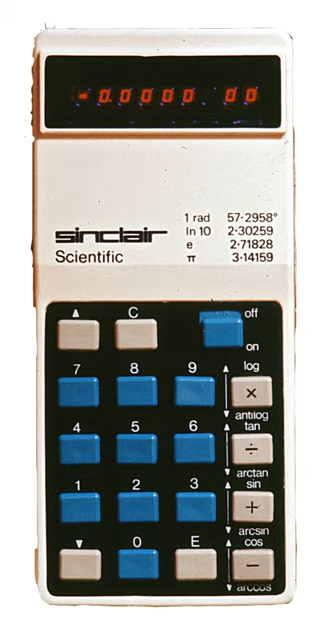 0.0000 00
1 rad 57·2958°
ln 10 2·30259
e 2·71828
π 3·14159
sinclair
Scientific
▲ C off
on
7 8 9 log
×
antilog
4 5 6 tan
÷
arctan
1 2 3 sin
+
arcsin
▼ 0 E cos
−
arccos